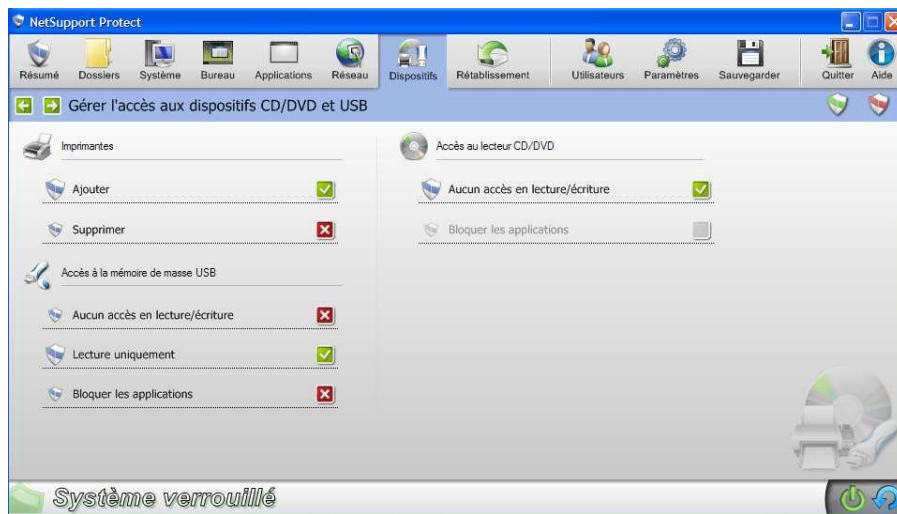 NetSupport Protect
Résumé Dossiers Système Bureau Applications Réseau Dispositifs Rétablissement Utilisateurs Paramètres Sauvegarder Quitter Aide
Gérer l'accès aux dispositifs CD/DVD et USB
Imprimantes
Ajouter
Supprimer
Accès à la mémoire de masse USB
Aucun accès en lecture/écriture
Lecture uniquement
Bloquer les applications
Accès au lecteur CD/DVD
Aucun accès en lecture/écriture
Bloquer les applications
Système verrouillé